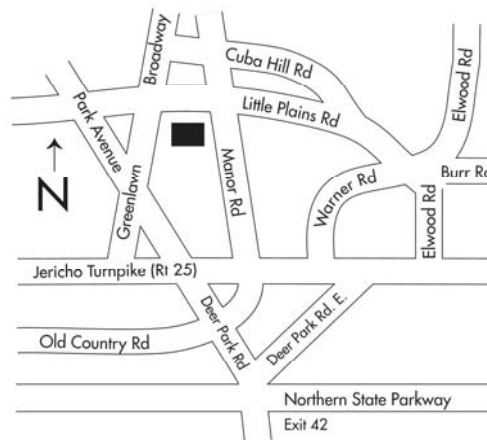 Broadway
Cuba Hill Rd
Elwood Rd
Park Avenue
Little Plains Rd
N
Greenlawn
Manor Rd
Warner Rd
Burr Rd
Elwood Rd
Jericho Turnpike (Rt 25)
Deer Park Rd
Deer Park Rd. E.
Old Country Rd
Northern State Parkway
Exit 42